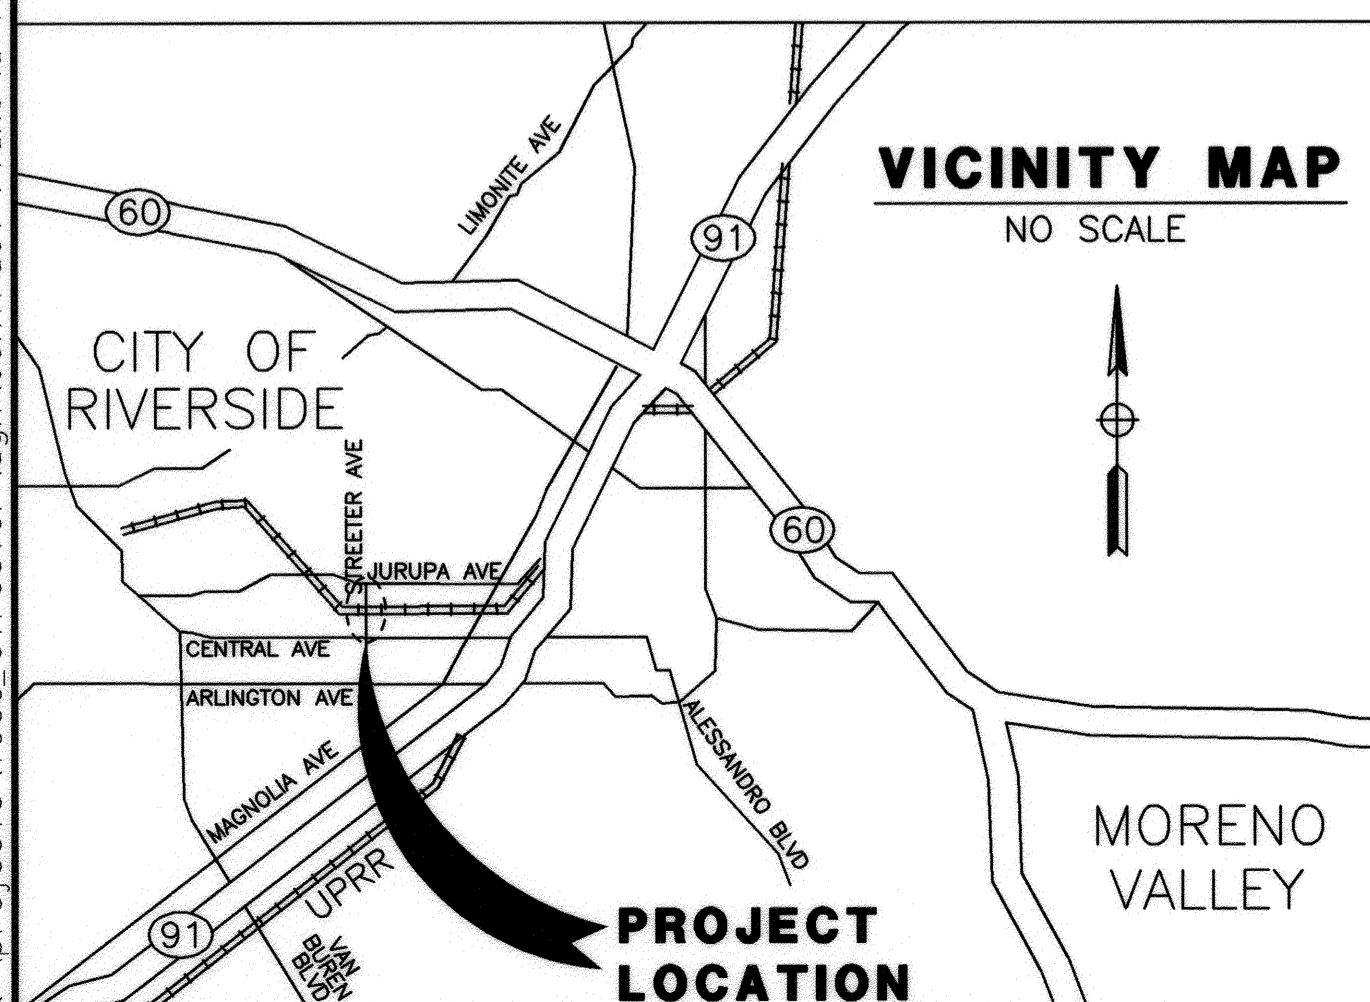 VICINITY MAP
NO SCALE
LIMONITE AVE
60
91
CITY OF
RIVERSIDE
STREETER AVE
60
JURUPA AVE
CENTRAL AVE
ARLINGTON AVE
MAGNOLIA AVE
ALESSANDRO BLVD
MORENO
VALLEY
UPRR
91
VAN
BUREN
BLVD
PROJECT
LOCATION